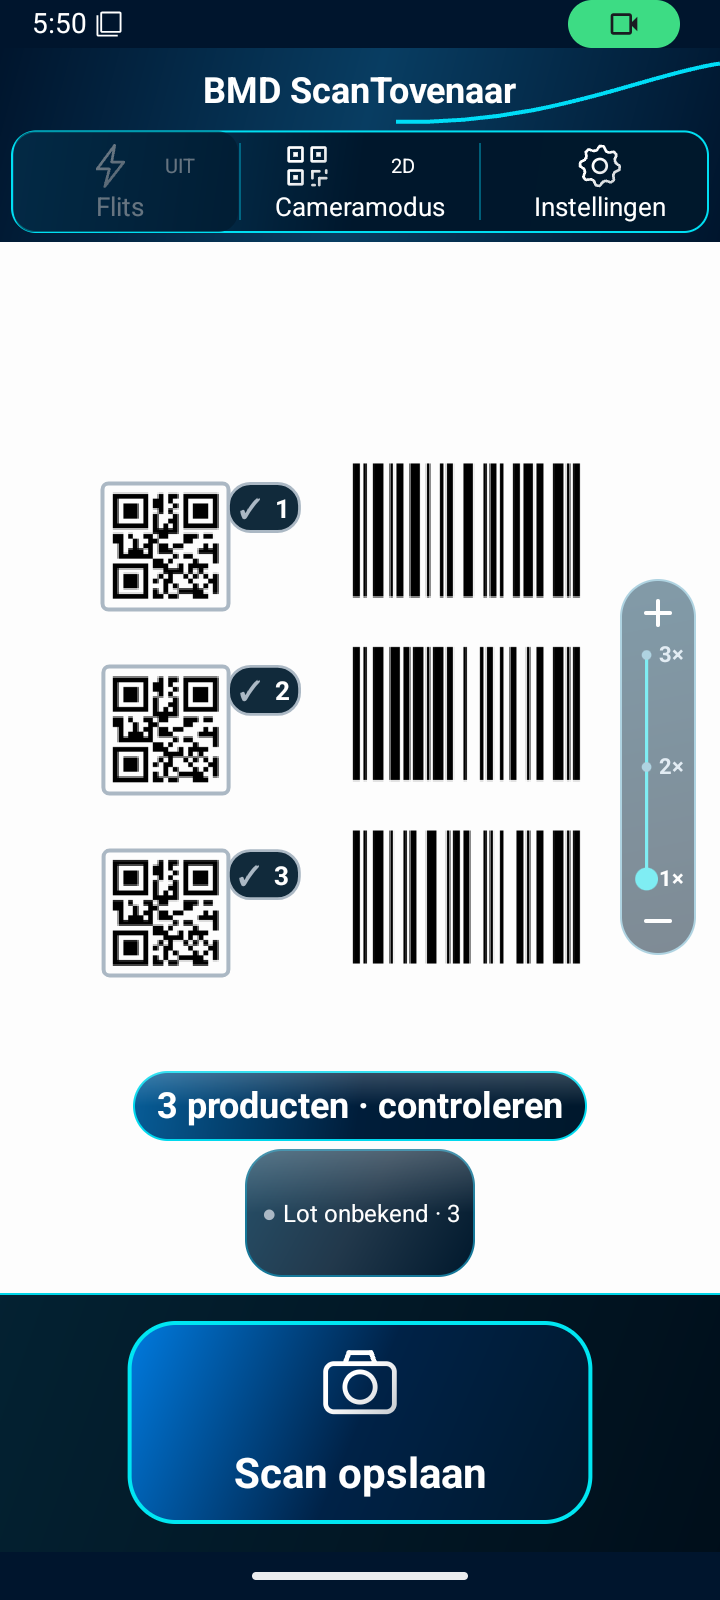 5:50
BMD ScanTovenaar
UIT
Flits
2D
Cameramodus
Instellingen
✓ 1
✓ 2
✓ 3
+
3×
2×
1×
−
3 producten · controleren
Lot onbekend · 3
Scan opslaan